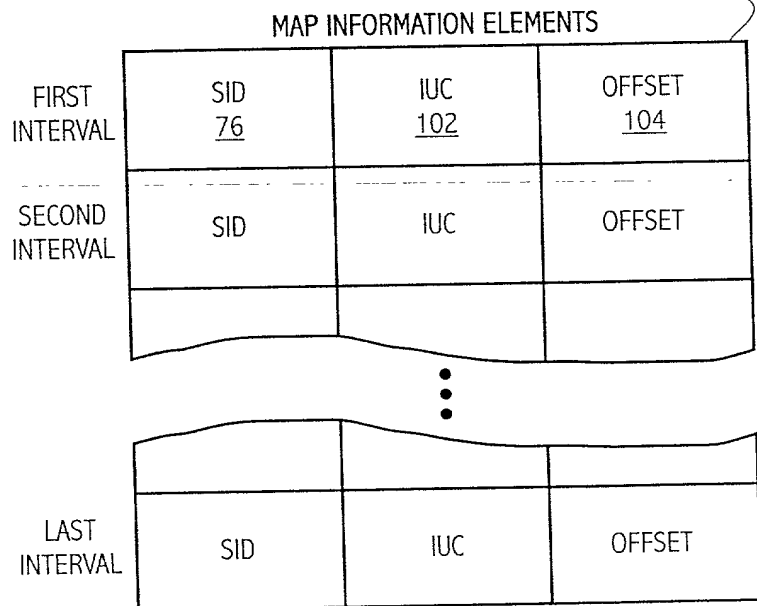 MAP INFORMATION ELEMENTS
FIRST INTERVAL
SID
76
IUC
102
OFFSET
104
SECOND INTERVAL
SID
IUC
OFFSET
LAST INTERVAL
SID
IUC
OFFSET